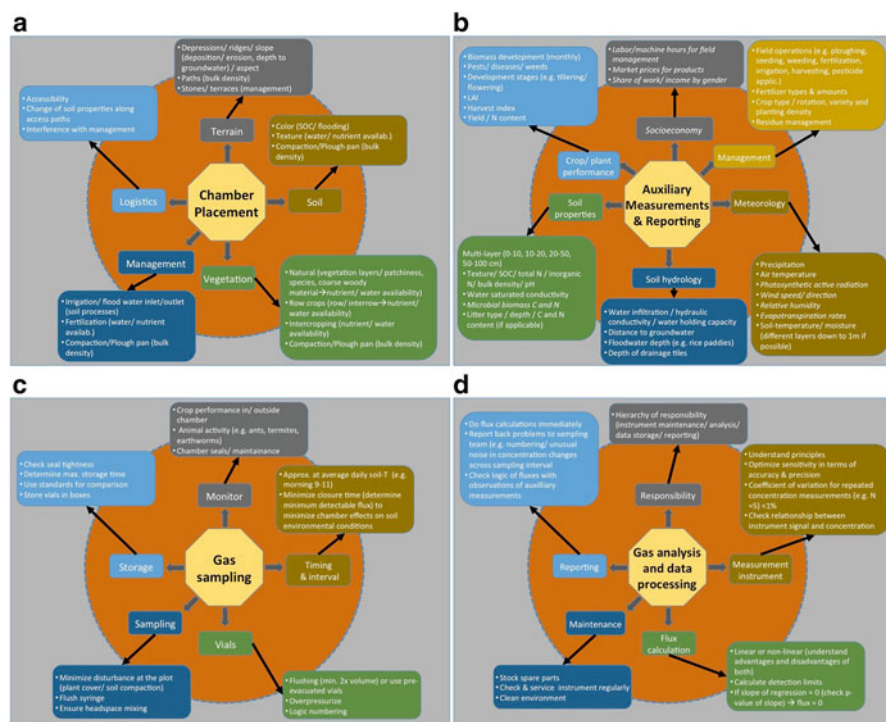 a
• Depressions/ ridges/ slope
(deposition/ erosion, depth to
groundwater) / aspect
• Paths (bulk density)
• Stones/ terraces (management)
• Accessibility
• Change of soil properties along
access paths
• Interference with management
• Color (SOC/ flooding)
• Texture (water/ nutrient availab.)
• Compaction/Plough pan (bulk
density)
Terrain
Logistics
Chamber
Placement
Soil
Management
Vegetation
• Irrigation/ flood water inlet/outlet
(soil processes)
• Fertilization (water/ nutrient
availab.)
• Compaction/Plough pan (bulk
density)
• Natural (vegetation layers/ patchiness,
species, coarse woody
material→nutrient/ water availability)
• Row crops (row/ interrow→nutrient/
water availability)
• Intercropping (nutrient/ water
availability)
• Compaction/Plough pan (bulk density)
b
• Biomass development (monthly)
• Pests/ diseases/ weeds
• Development stages (e.g. tillering/
flowering)
• LAI
• Harvest index
• Yield / N content
• Labor/machine hours for field
management
• Market prices for products
• Share of work/ income by gender
• Field operations (e.g. ploughing,
seeding, weeding, fertilization,
irrigation, harvesting, pesticide
applic.)
• Fertilizer types & amounts
• Crop type / rotation, variety and
planting density
• Residue management
Socioeconomy
Crop/ plant
performance
Management
Auxiliary
Measurements
& Reporting
Soil
properties
Meteorology
Soil hydrology
Multi-layer (0-10, 10-20, 20-50,
50-100 cm)
• Texture/ SOC/ total N / inorganic
N/ bulk density/ pH
• Water saturated conductivity
• Microbial biomass C and N
• Litter type / depth / C and N
content (if applicable)
• Water infiltration / hydraulic
conductivity / water holding capacity
• Distance to groundwater
• Floodwater depth (e.g. rice paddies)
• Depth of drainage tiles
• Precipitation
• Air temperature
• Photosynthetic active radiation
• Wind speed/ direction
• Relative humidity
• Evapotranspiration rates
• Soil-temperature/ moisture
(different layers down to 1m if
possible)
c
• Crop performance in/ outside
chamber
• Animal activity (e.g. ants, termites,
earthworms)
• Chamber seals/ maintainance
• Check seal tightness
• Determine max. storage time
• Use standards for comparison
• Store vials in boxes
• Approx. at average daily soil-T (e.g.
morning 9-11)
• Minimize closure time (determine
minimum detectable flux) to
minimize chamber effects on soil
environmental conditions
Monitor
Storage
Gas
sampling
Timing
& interval
Sampling
Vials
• Minimize disturbance at the plot
(plant cover/ soil compaction)
• Flush syringe
• Ensure headspace mixing
• Flushing (min. 2x volume) or use pre-
evacuated vials
• Overpressurize
• Logic numbering
d
• Do flux calculations immediately
• Report back problems to sampling
team (e.g. numbering/ unusual
noise in concentration changes
across sampling interval)
• Check logic of fluxes with
observations of auxiliary
measurements
• Hierarchy of responsibility
(instrument maintenance/ analysis/
data storage/ reporting)
• Understand principles
• Optimize sensitivity in terms of
accuracy & precision
• Coefficient of variation for repeated
concentration measurements (e.g. N
=5) <1%
• Check relationship between
instrument signal and concentration
Responsibility
Reporting
Gas analysis
and data
processing
Measurement
instrument
Maintenance
Flux
calculation
• Stock spare parts
• Check & service instrument regularly
• Clean environment
• Linear or non-linear (understand
advantages and disadvantages of
both)
• Calculate detection limits
• If slope of regression = 0 (check p-
value of slope) → flux = 0